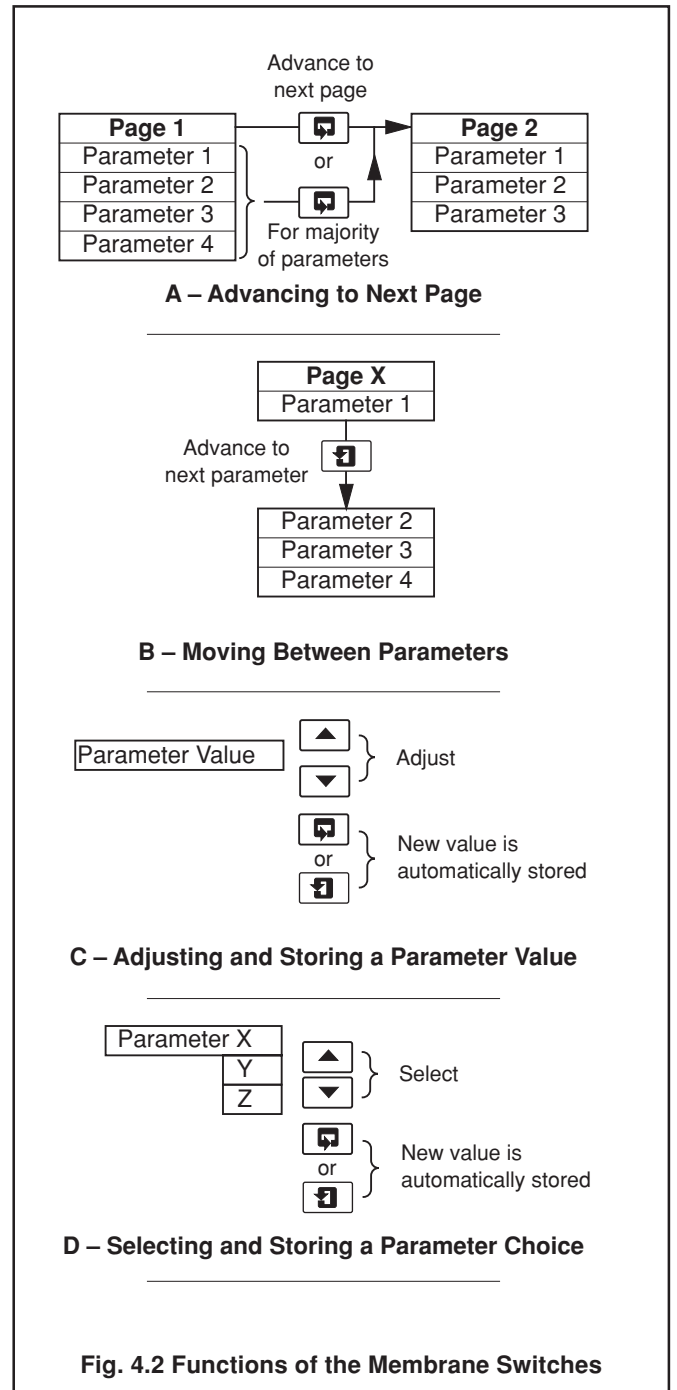 Advance to
next page
Page 1
Parameter 1
Parameter 2
Parameter 3
Parameter 4
or
For majority
of parameters
Page 2
Parameter 1
Parameter 2
Parameter 3
A – Advancing to Next Page
Page X
Parameter 1
Advance to
next parameter
Parameter 2
Parameter 3
Parameter 4
B – Moving Between Parameters
Parameter Value
Adjust
or
New value is
automatically stored
C – Adjusting and Storing a Parameter Value
Parameter X
Y
Z
Select
or
New value is
automatically stored
D – Selecting and Storing a Parameter Choice
Fig. 4.2 Functions of the Membrane Switches